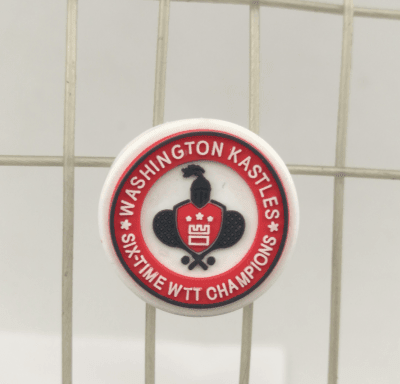 WASHINGTON KASTLES
SIX-TIME WTT CHAMPIONS